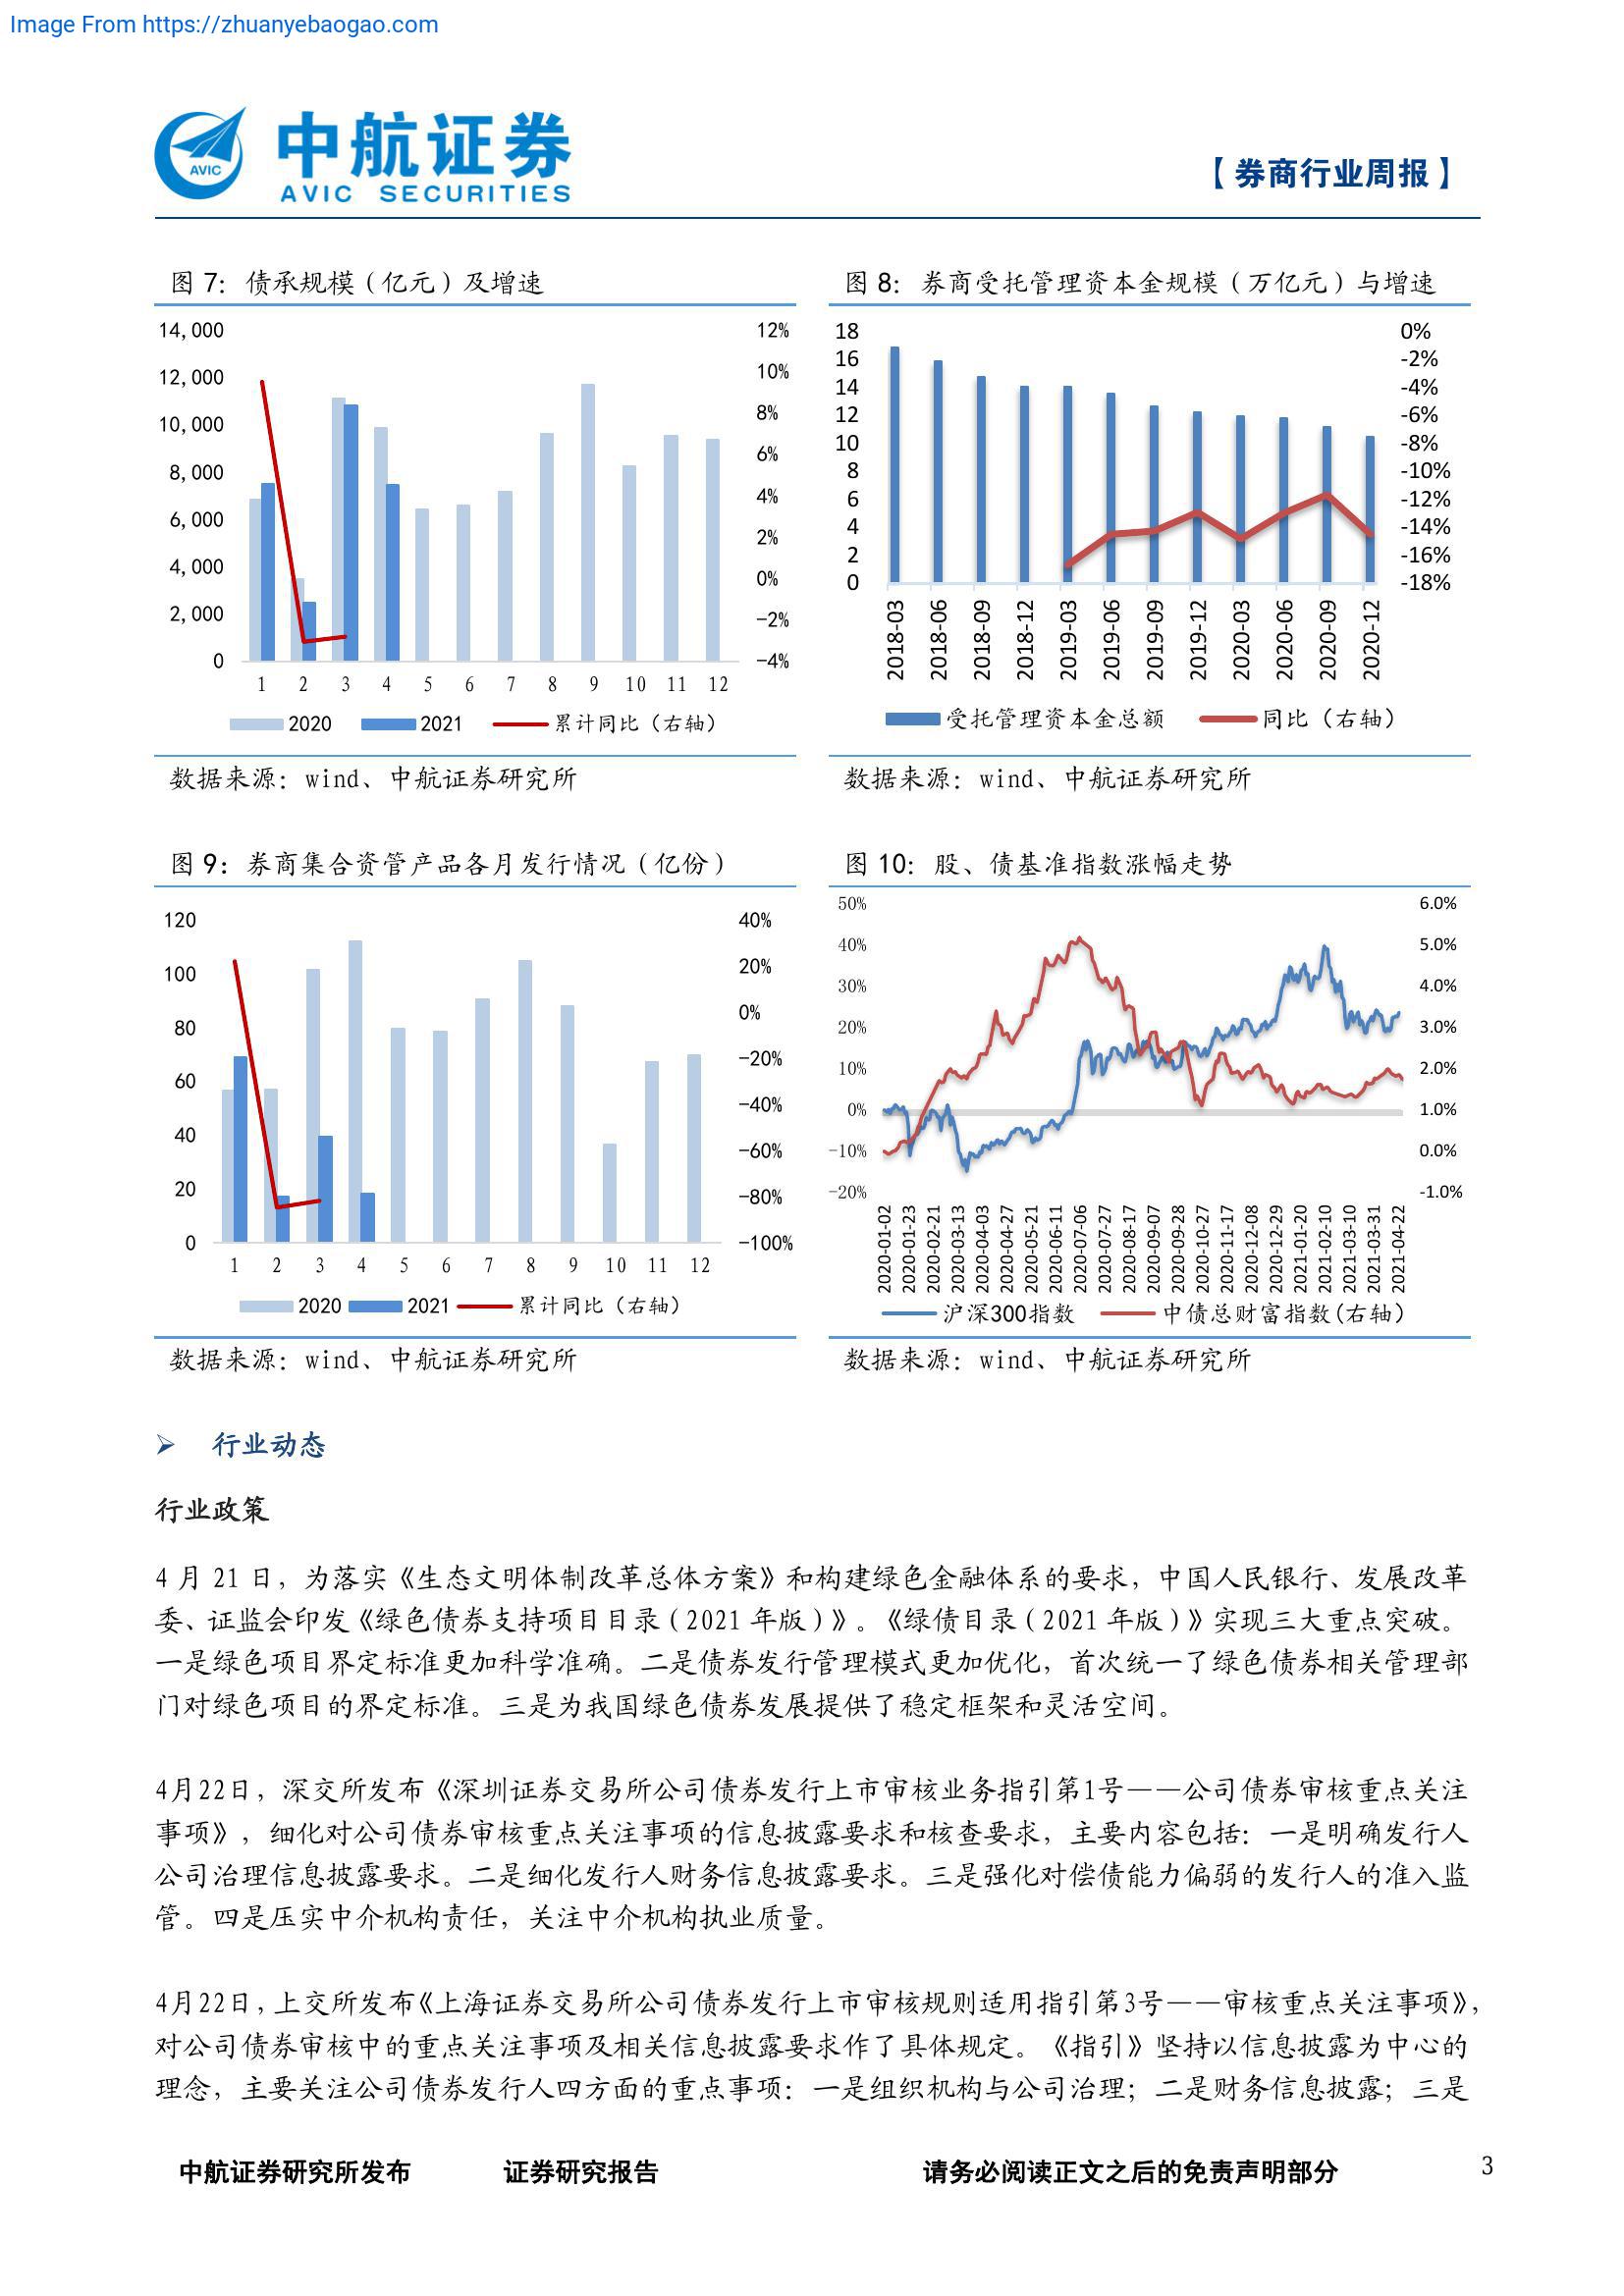 Image From https://zhuanyebaogao.com
AVIC
中航证券
AVIC SECURITIES
【券商行业周报】
图 7：债承规模（亿元）及增速
14,000
12,000
10,000
8,000
6,000
4,000
2,000
0
12%
10%
8%
6%
4%
2%
0%
-2%
-4%
1 2 3 4 5 6 7 8 9 10 11 12
2020 2021 累计同比（右轴）
数据来源：wind、中航证券研究所
图 8：券商受托管理资本金规模（万亿元）与增速
18
16
14
12
10
8
6
4
2
0
0%
-2%
-4%
-6%
-8%
-10%
-12%
-14%
-16%
-18%
2018-03 2018-06 2018-09 2018-12 2019-03 2019-06 2019-09 2019-12 2020-03 2020-06 2020-09 2020-12
受托管理资本金总额 同比（右轴）
数据来源：wind、中航证券研究所
图 9：券商集合资管产品各月发行情况（亿份）
120
100
80
60
40
20
0
40%
20%
0%
-20%
-40%
-60%
-80%
-100%
1 2 3 4 5 6 7 8 9 10 11 12
2020 2021 累计同比（右轴）
数据来源：wind、中航证券研究所
图 10：股、债基准指数涨幅走势
50%
40%
30%
20%
10%
0%
-10%
-20%
6.0%
5.0%
4.0%
3.0%
2.0%
1.0%
0.0%
-1.0%
2020-01-02 2020-01-23 2020-02-21 2020-03-13 2020-04-03 2020-04-27 2020-05-21 2020-06-11 2020-07-06 2020-07-27 2020-08-17 2020-09-07 2020-09-28 2020-10-27 2020-11-17 2020-12-08 2020-12-29 2021-01-20 2021-02-10 2021-03-10 2021-03-31 2021-04-22
沪深300指数 中债总财富指数(右轴)
数据来源：wind、中航证券研究所
➢ 行业动态
行业政策
4 月 21 日，为落实《生态文明体制改革总体方案》和构建绿色金融体系的要求，中国人民银行、发展改革
委、证监会印发《绿色债券支持项目目录（2021 年版）》。《绿债目录（2021 年版）》实现三大重点突破。
一是绿色项目界定标准更加科学准确。二是债券发行管理模式更加优化，首次统一了绿色债券相关管理部
门对绿色项目的界定标准。三是为我国绿色债券发展提供了稳定框架和灵活空间。
4月22日，深交所发布《深圳证券交易所公司债券发行上市审核业务指引第1号——公司债券审核重点关注
事项》，细化对公司债券审核重点关注事项的信息披露要求和核查要求，主要内容包括：一是明确发行人
公司治理信息披露要求。二是细化发行人财务信息披露要求。三是强化对偿债能力偏弱的发行人的准入监
管。四是压实中介机构责任，关注中介机构执业质量。
4月22日，上交所发布《上海证券交易所公司债券发行上市审核规则适用指引第3号——审核重点关注事项》，
对公司债券审核中的重点关注事项及相关信息披露要求作了具体规定。《指引》坚持以信息披露为中心的
理念，主要关注公司债券发行人四方面的重点事项：一是组织机构与公司治理；二是财务信息披露；三是
中航证券研究所发布 证券研究报告 请务必阅读正文之后的免责声明部分 3